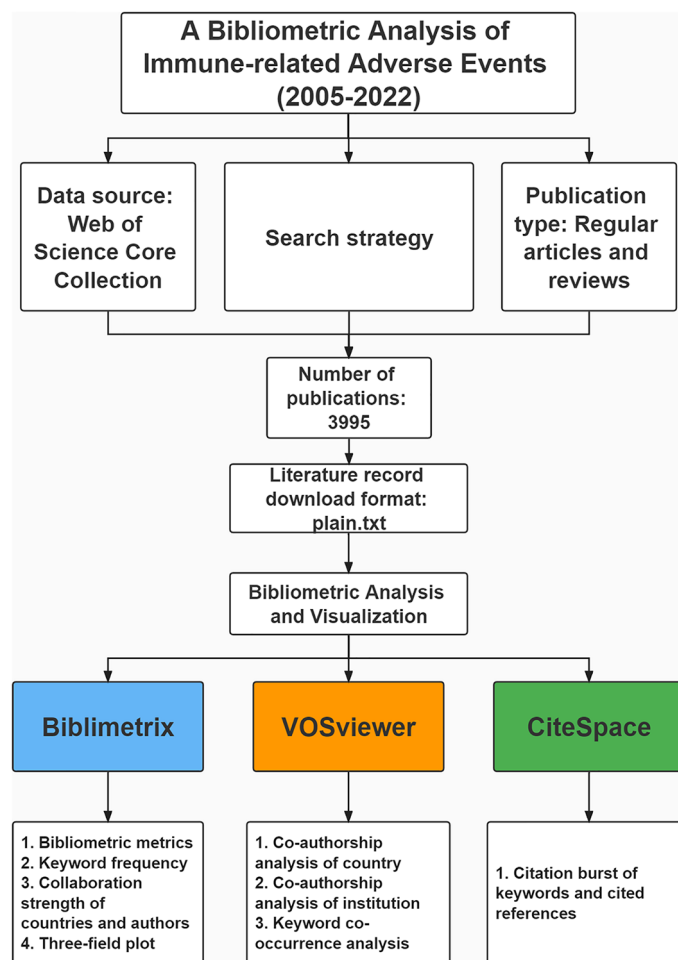 A Bibliometric Analysis of
Immune-related Adverse Events
(2005-2022)
Data source:
Web of
Science Core
Collection
Search strategy
Publication
type: Regular
articles and
reviews
Number of
publications:
3995
Literature record
download format:
plain.txt
Bibliometric Analysis
and Visualization
Biblimetrix
VOSviewer
CiteSpace
1. Bibliometric metrics
2. Keyword frequency
3. Collaboration
strength of
countries and authors
4. Three-field plot
1. Co-authorship
analysis of country
2. Co-authorship
analysis of institution
3. Keyword co-
occurrence analysis
1. Citation burst of
keywords and cited
references